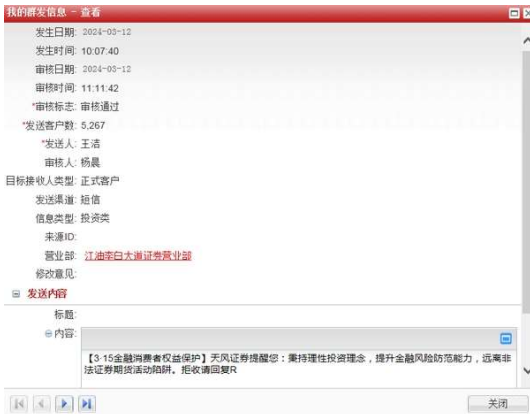 我的群发信息 - 查看
发生日期: 2024-03-12
发生时间: 10:07:40
审核日期: 2024-03-12
审核时间: 11:11:42
*审核标志: 审核通过
*发送客户数: 5,267
*发送人: 王洁
审核人: 杨晨
目标接收人类型: 正式客户
发送渠道: 短信
信息类型: 投资类
来源ID:
营业部: 江油李白大道证券营业部
修改意见:
发送内容
标题:
内容:
【3·15金融消费者权益保护】天风证券提醒您：秉持理性投资理念，提升金融风险防范能力，远离非
法证券期货活动陷阱。拒收请回复R
关闭